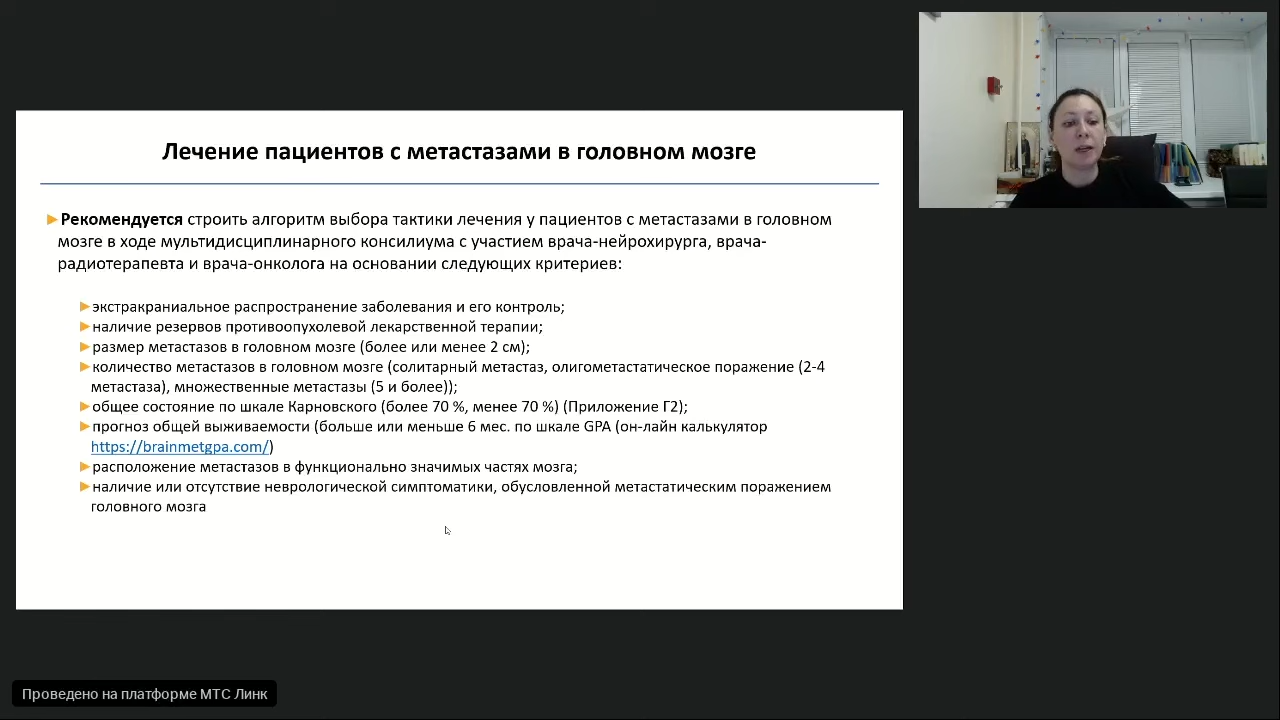 Лечение пациентов с метастазами в головном мозге
Рекомендуется строить алгоритм выбора тактики лечения у пациентов с метастазами в головном
мозге в ходе мультидисциплинарного консилиума с участием врача-нейрохирурга, врача-
радиотерапевта и врача-онколога на основании следующих критериев:
экстракраниальное распространение заболевания и его контроль;
наличие резервов противоопухолевой лекарственной терапии;
размер метастазов в головном мозге (более или менее 2 см);
количество метастазов в головном мозге (солитарный метастаз, олигометастатическое поражение (2-4
метастаза), множественные метастазы (5 и более));
общее состояние по шкале Карновского (более 70 %, менее 70 %) (Приложение Г2);
прогноз общей выживаемости (больше или меньше 6 мес. по шкале GPA (он-лайн калькулятор
https://brainmetgpa.com/)
расположение метастазов в функционально значимых частях мозга;
наличие или отсутствие неврологической симптоматики, обусловленной метастатическим поражением
головного мозга
Проведено на платформе МТС Линк